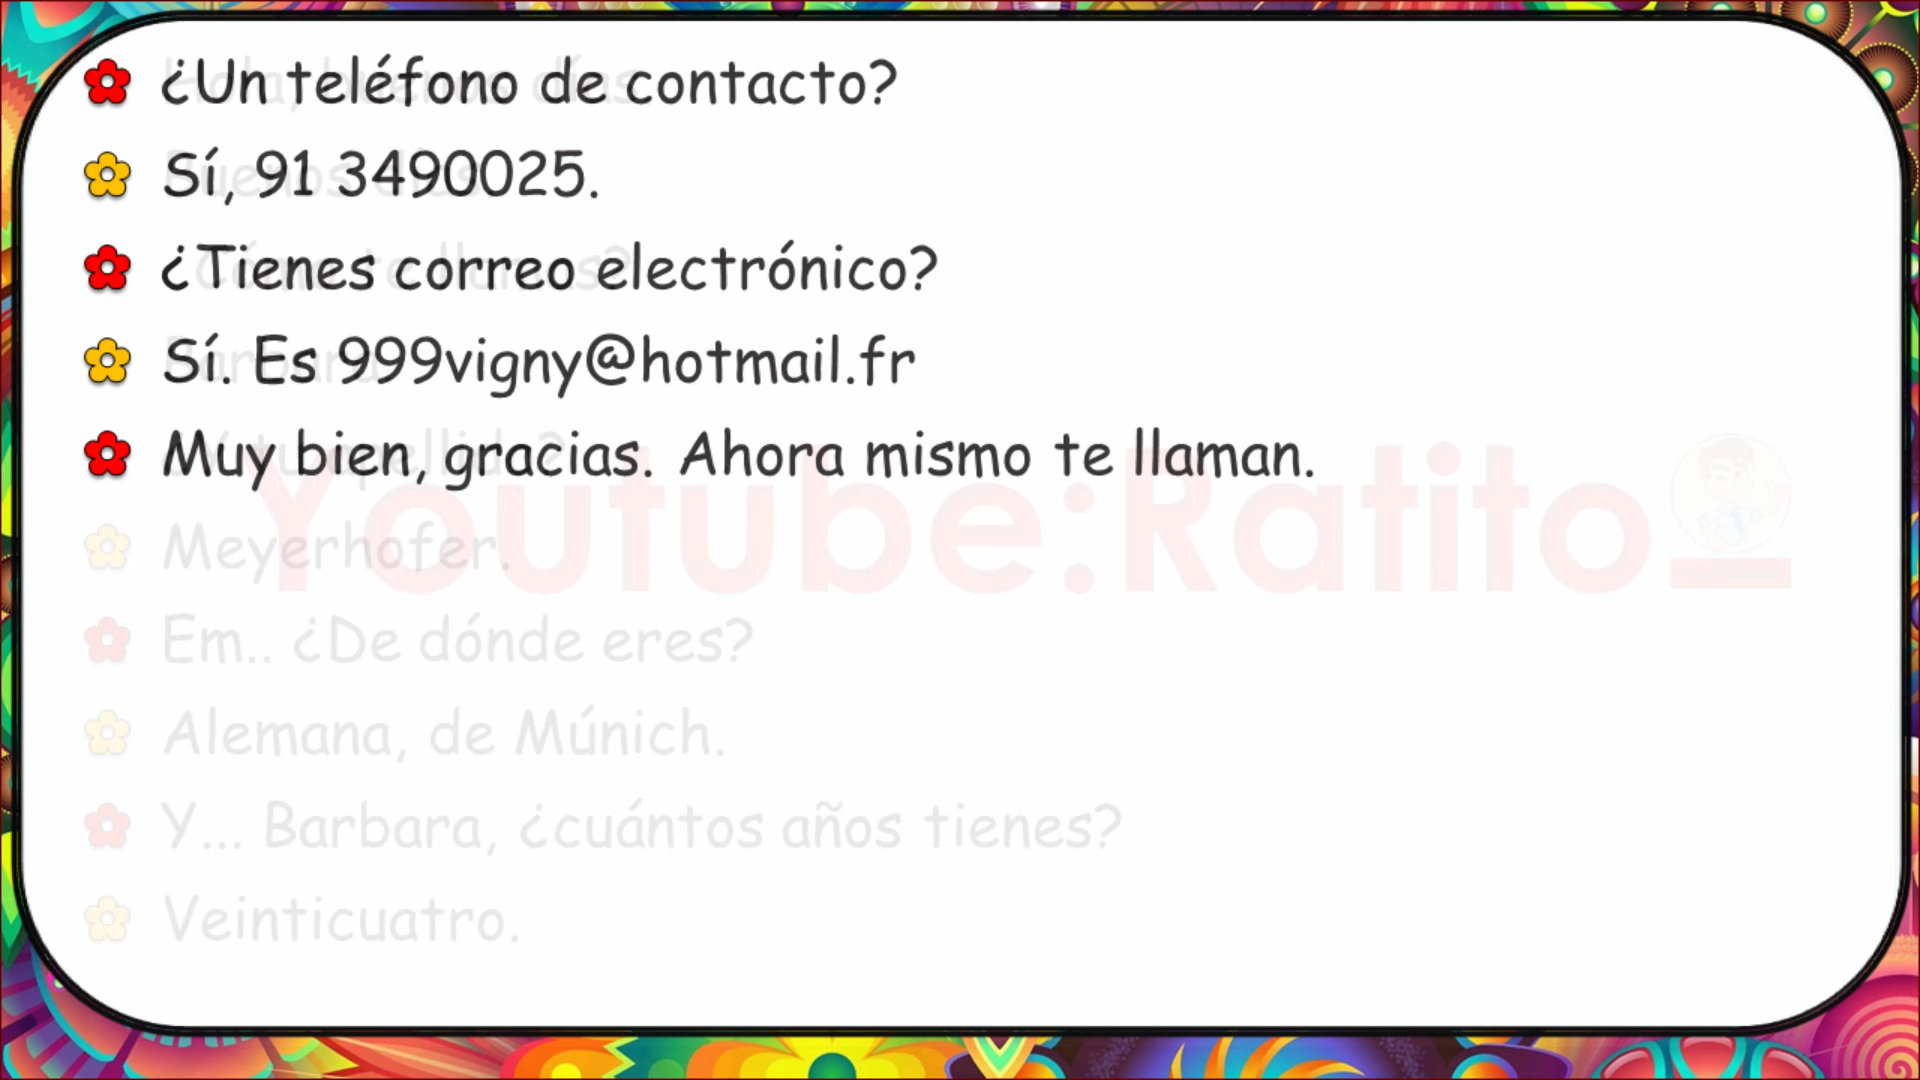 ¿Un teléfono de contacto?
Sí, 91 3490025.
¿Tienes correo electrónico?
Sí. Es 999vigny@hotmail.fr
Muy bien, gracias. Ahora mismo te llaman.
Youtube:Ratito
Meyerhofer.
Em.. ¿De dónde eres?
Alemana, de Múnich.
Y... Barbara, ¿cuántos años tienes?
Veinticuatro.